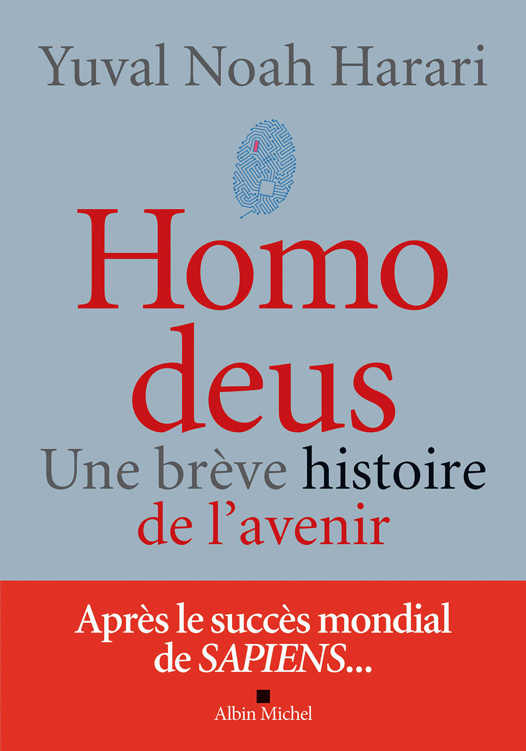 Yuval Noah Harari
Homo
deus
Une brève histoire
de l'avenir
Après le succès mondial
de SAPIENS...
Albin Michel